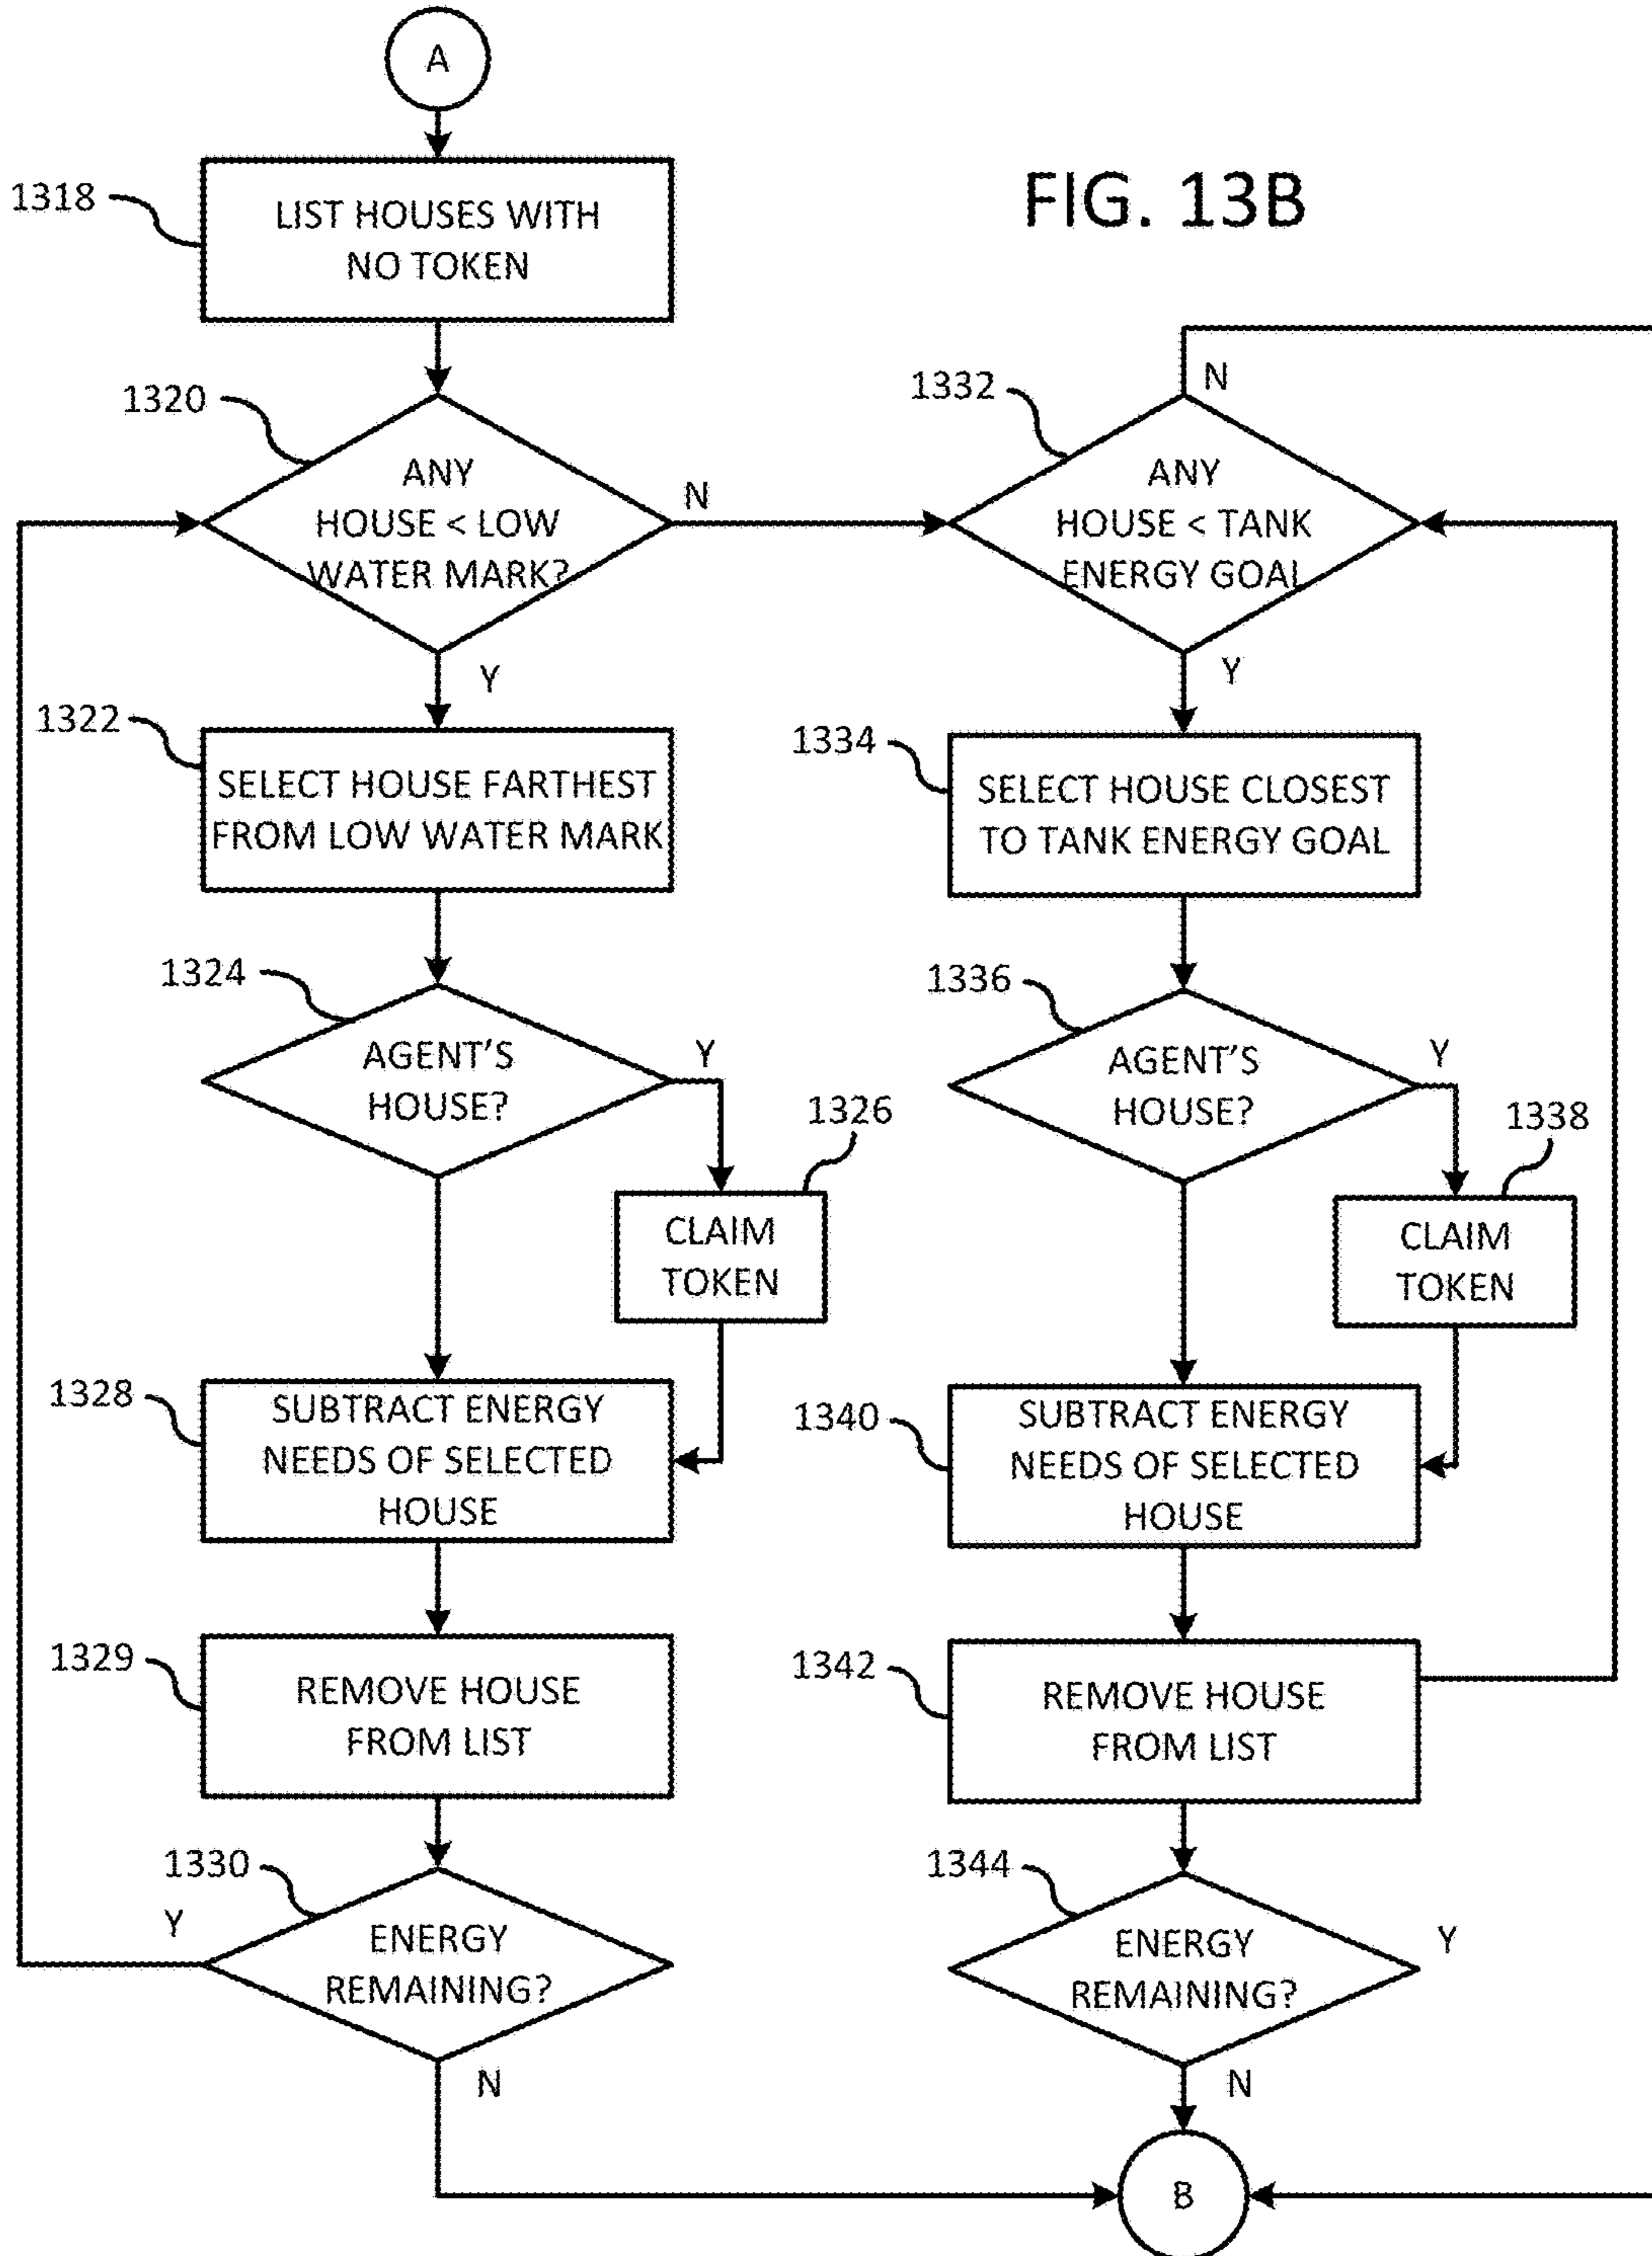 A
1318
LIST HOUSES WITH
NO TOKEN
FIG. 13B
1320
ANY
HOUSE < LOW
WATER MARK?
N
Y
1332
N
ANY
HOUSE < TANK
ENERGY GOAL
Y
1322
SELECT HOUSE FARTHEST
FROM LOW WATER MARK
1334
SELECT HOUSE CLOSEST
TO TANK ENERGY GOAL
1324
AGENT'S
HOUSE?
Y
1326
CLAIM
TOKEN
1336
AGENT'S
HOUSE?
Y
1338
CLAIM
TOKEN
1328
SUBTRACT ENERGY
NEEDS OF SELECTED
HOUSE
1340
SUBTRACT ENERGY
NEEDS OF SELECTED
HOUSE
1329
REMOVE HOUSE
FROM LIST
1342
REMOVE HOUSE
FROM LIST
1330
Y
ENERGY
REMAINING?
N
1344
ENERGY
REMAINING?
Y
N
B